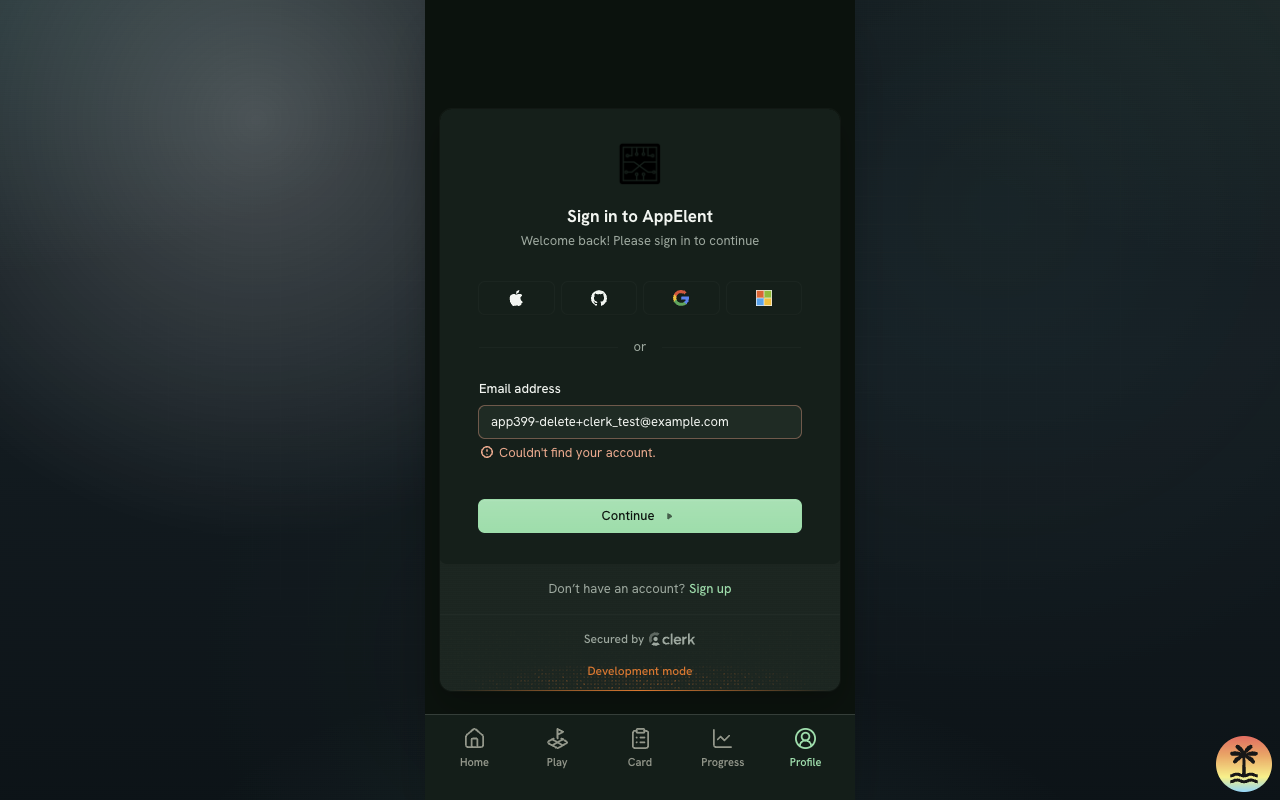 Sign in to AppElent
Welcome back! Please sign in to continue
or
Email address
app399-delete+clerk_test@example.com
Couldn't find your account.
Continue
Don’t have an account? Sign up
Secured by clerk
Development mode
Home Play Card Progress Profile